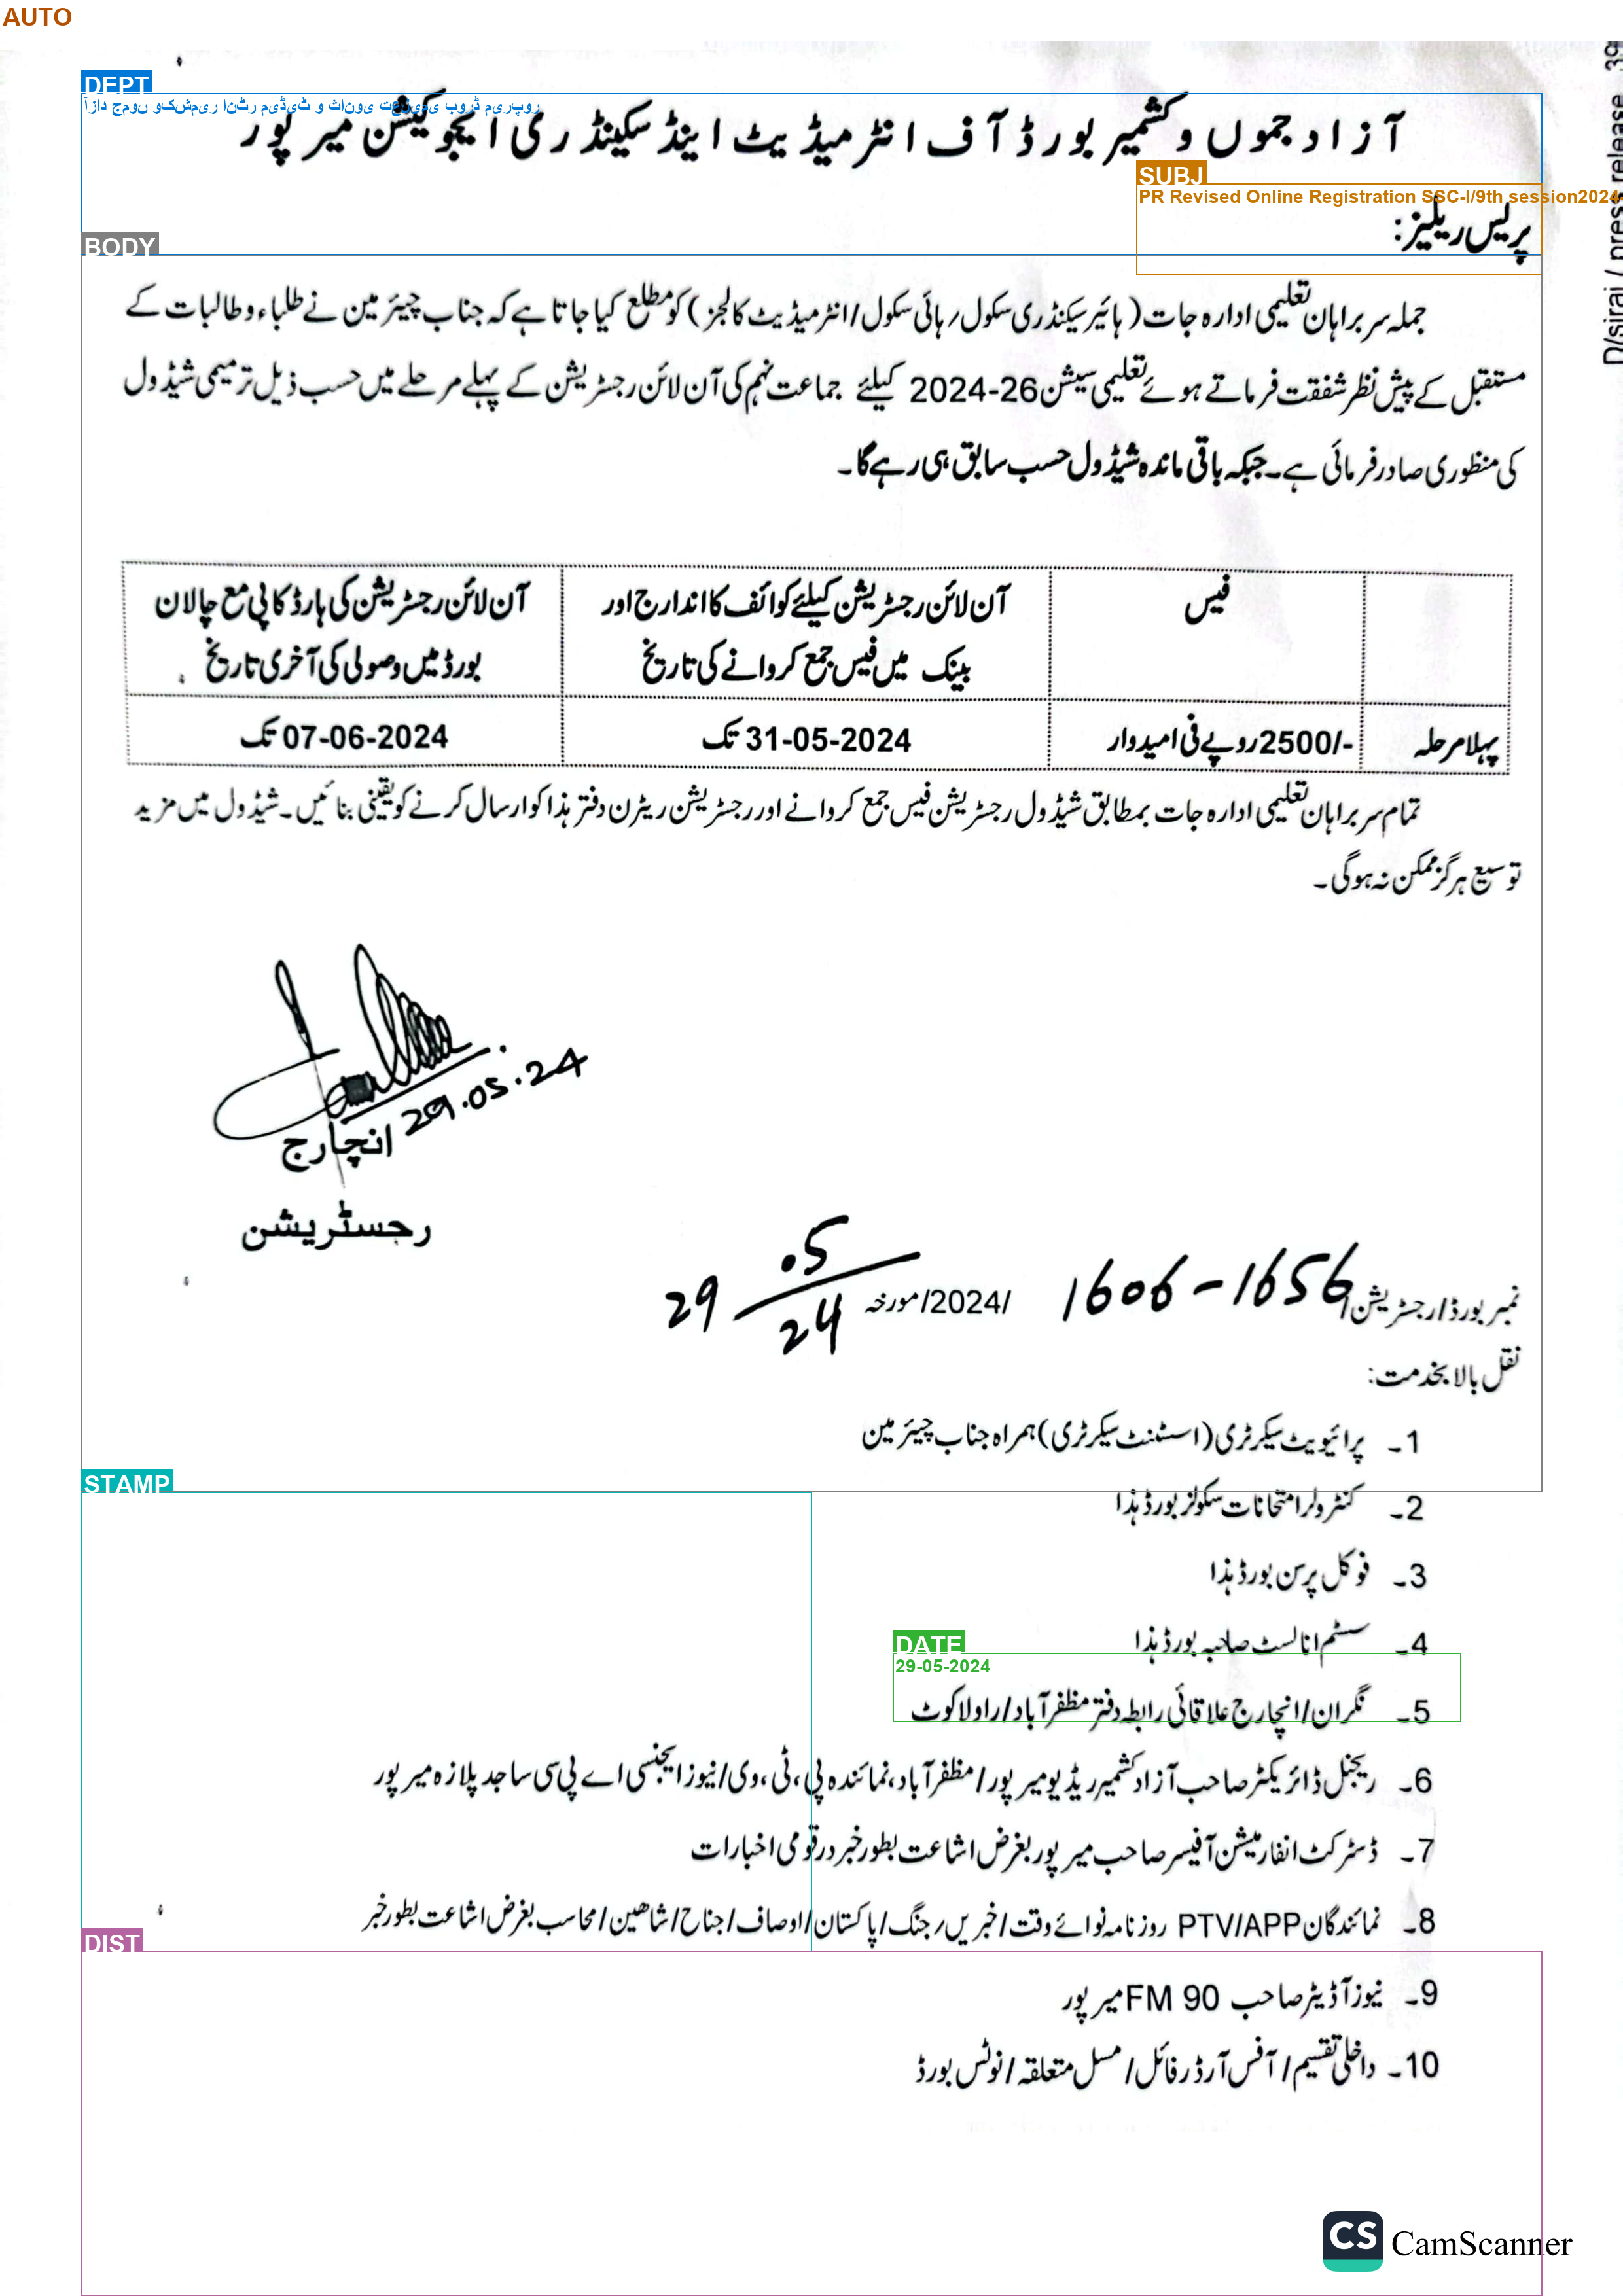 AUTO
DEPT
آزاد جموں وکشمیر بورڈ آف انٹرمیڈیٹ اینڈ سکینڈری ایجوکیشن میرپور
SUBJ
PR Revised Online Registration SSC-I/9th session2024
پریس ریلیز:
D/siraj / press release 39
BODY
جملہ سربراہان تعلیمی ادارہ جات (ہائیر سیکنڈری سکول/ہائی سکول/انٹرمیڈیٹ کالجز) کو مطلع کیا جاتا ہے کہ جناب چیئرمین نے طلباء و طالبات کے
مستقبل کے پیش نظر شفقت فرماتے ہوئے تعلیمی سیشن 2024-26 کیلئے جماعت نہم کی آن لائن رجسٹریشن کے پہلے مرحلے میں حسب ذیل ترمیمی شیڈول
کی منظوری صادر فرمائی ہے۔ جبکہ باقی ماندہ شیڈول حسب سابق ہی رہے گا۔
فیس
آن لائن رجسٹریشن کیلئے کوائف کا اندارج اور بینک میں فیس جمع کروانے کی تاریخ
آن لائن رجسٹریشن کی ہارڈ کاپی مع چالان بورڈ میں وصولی کی آخری تاریخ
پہلا مرحلہ 2500/- روپے فی امیدوار 31-05-2024 تک 07-06-2024 تک
تمام سربراہان تعلیمی ادارہ جات بمطابق شیڈول رجسٹریشن فیس جمع کروانے اور رجسٹریشن ریٹرن دفتر ہذا کو ارسال کرنے کو یقینی بنائیں۔ شیڈول میں مزید
توسیع ہرگز ممکن نہ ہوگی۔
29.05.24
انچارج
رجسٹریشن
نمبر بورڈ/رجسٹریشن/ 1606-1656 /2024/مورخہ 29/05/24
نقل بالا بخدمت:
1۔ پرائیویٹ سیکرٹری (اسسٹنٹ سیکرٹری) ہمراہ جناب چیئرمین
STAMP
2۔ کنٹرولر امتحانات سکولز بورڈ ہذا
3۔ فوکل پرسن بورڈ ہذا
4۔ سسٹم انالسٹ صاحبہ بورڈ ہذا
DATE
29-05-2024
5۔ نگران/انچارج علاقائی رابطہ دفتر مظفرآباد/راولاکوٹ
6۔ ریجنل ڈائریکٹر صاحب آزاد کشمیر ریڈیو میرپور/مظفرآباد، نمائندہ پی، ٹی، وی/نیوز ایجنسی اے پی سی ساجد پلازہ میرپور
7۔ ڈسٹرکٹ انفارمیشن آفیسر صاحب میرپور بغرض اشاعت بطور خبر در قومی اخبارات
8۔ نمائندگان PTV/APP روزنامہ نوائے وقت/خبریں/جنگ/پاکستان/اوصاف/جناح/شاھین/محاسب بغرض اشاعت بطور خبر
DIST
9۔ نیوز آڈیٹر صاحب FM 90 میرپور
10۔ داخلی تقسیم/آفس آرڈر فائل/مسل متعلقہ/نوٹس بورڈ
CS CamScanner